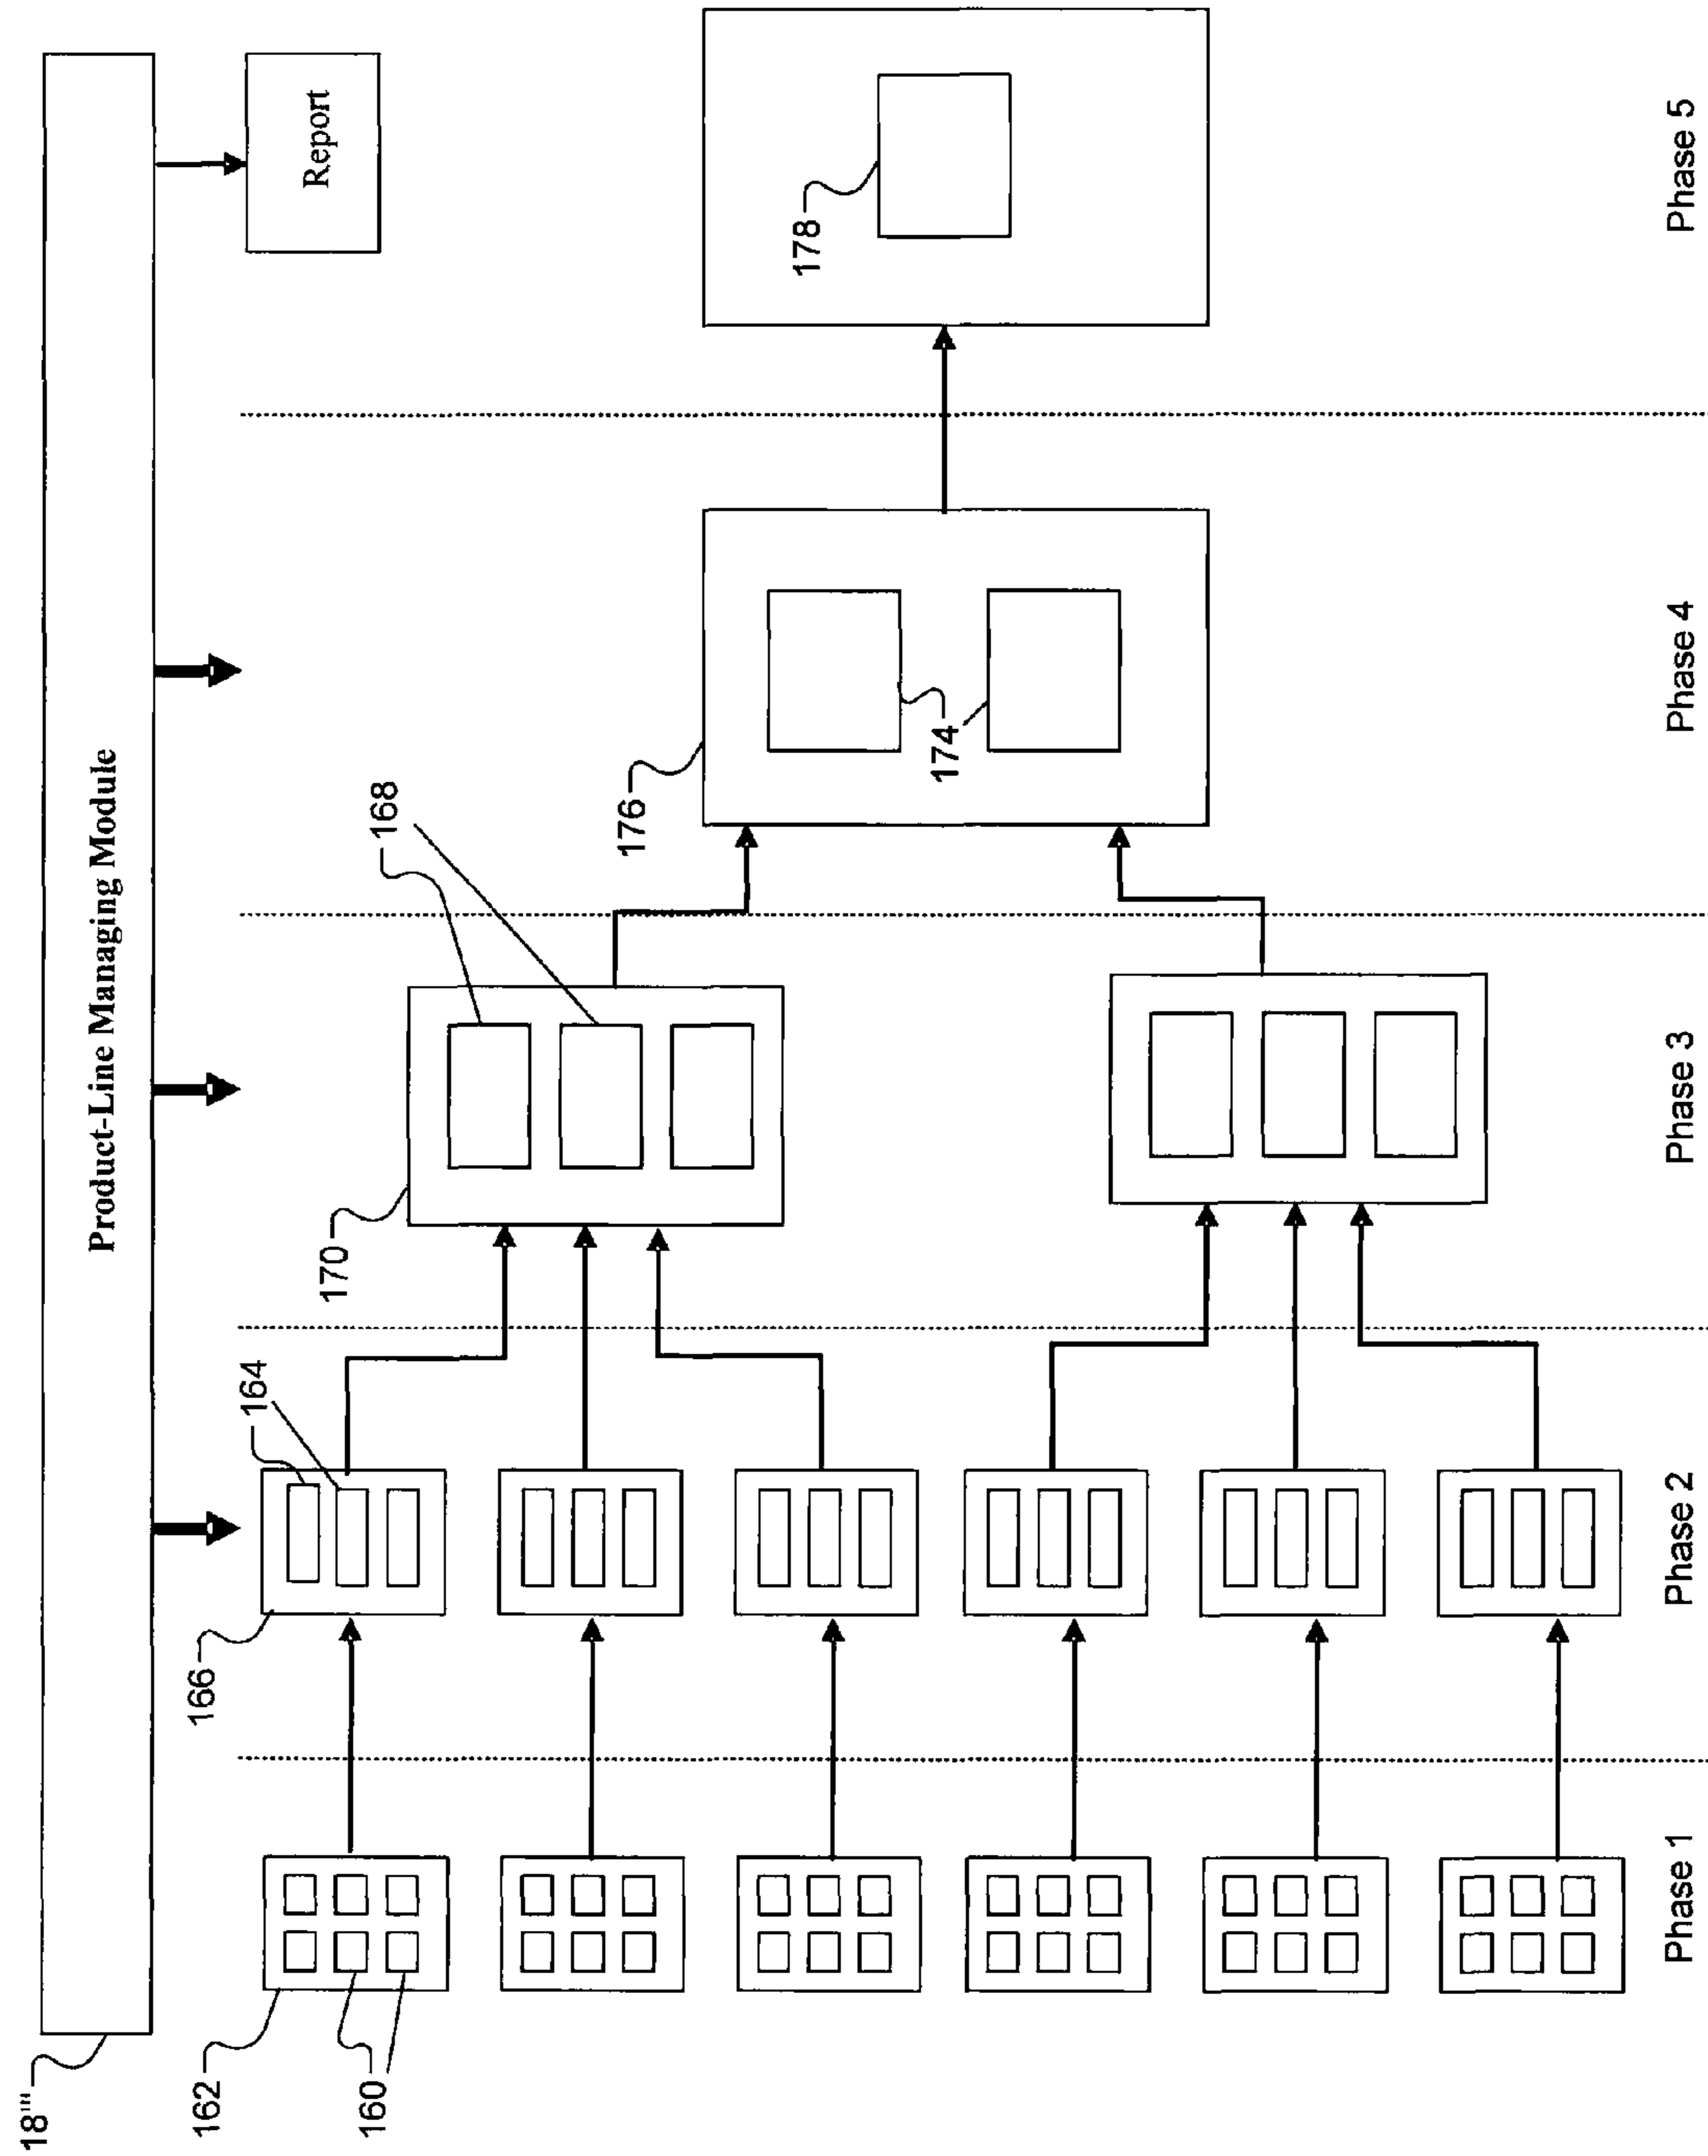 18'''
Product-Line Managing Module
Report
162
160
166
164
170
168
176
174
178
Phase 1
Phase 2
Phase 3
Phase 4
Phase 5